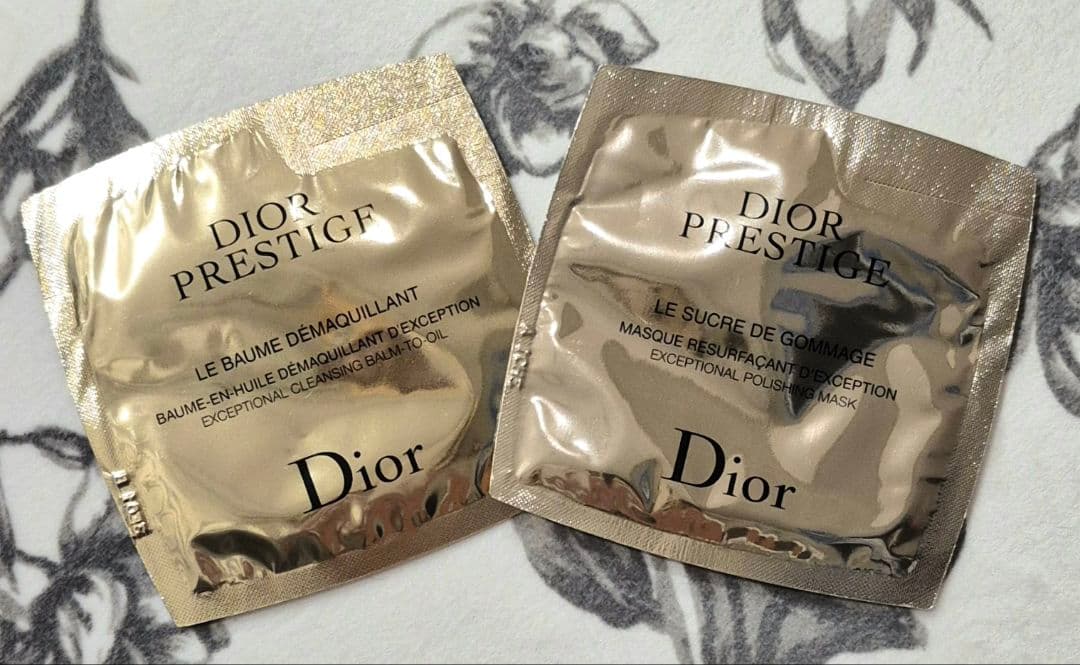 DIOR
PRESTIGE
LE BAUME DÉMAQUILLANT
BAUME-EN-HUILE DÉMAQUILLANT D'EXCEPTION
EXCEPTIONAL CLEANSING BALM-TO-OIL
Dior
DIOR
PRESTIGE
LE SUCRE DE GOMMAGE
MASQUE RESURFAÇANT D'EXCEPTION
EXCEPTIONAL POLISHING MASK
Dior